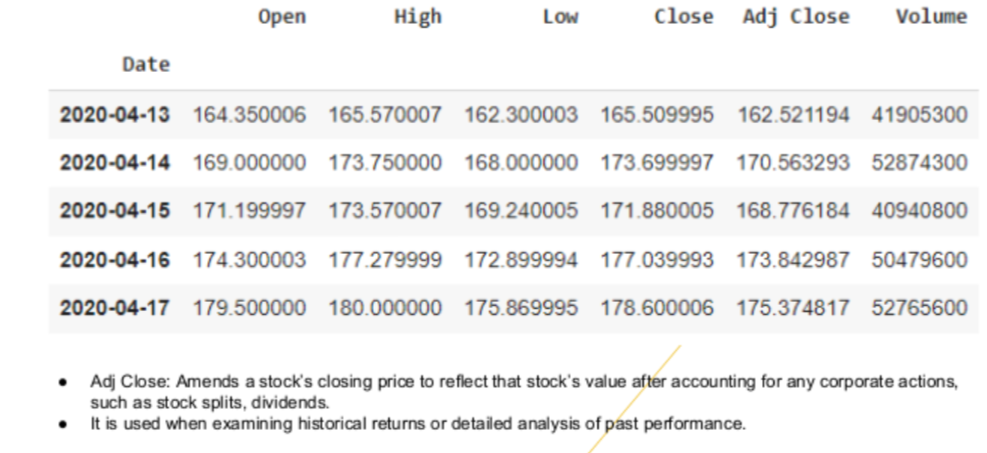 Open High Low Close Adj Close Volume
Date
2020-04-13 164.350006 165.570007 162.300003 165.509995 162.521194 41905300
2020-04-14 169.000000 173.750000 168.000000 173.699997 170.563293 52874300
2020-04-15 171.199997 173.570007 169.240005 171.880005 168.776184 40940800
2020-04-16 174.300003 177.279999 172.899994 177.039993 173.842987 50479600
2020-04-17 179.500000 180.000000 175.869995 178.600006 175.374817 52765600
● Adj Close: Amends a stock's closing price to reflect that stock's value after accounting for any corporate actions,
such as stock splits, dividends.
● It is used when examining historical returns or detailed analysis of past performance.